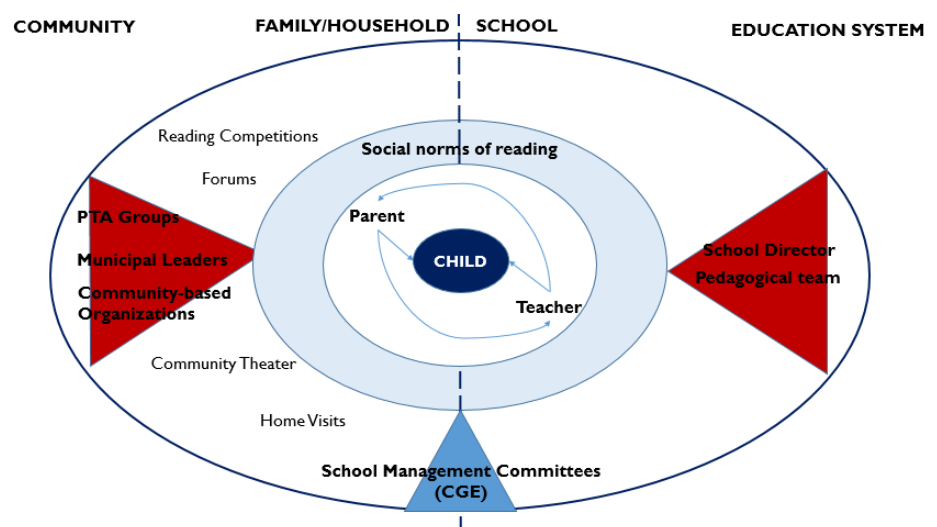 COMMUNITY
FAMILY/HOUSEHOLD
SCHOOL
EDUCATION SYSTEM
Reading Competitions
Social norms of reading
Forums
PTA Groups
Parent
Municipal Leaders
CHILD
School Director
Pedagogical team
Community-based
Organizations
Teacher
Community Theater
Home Visits
School Management Committees
(CGE)